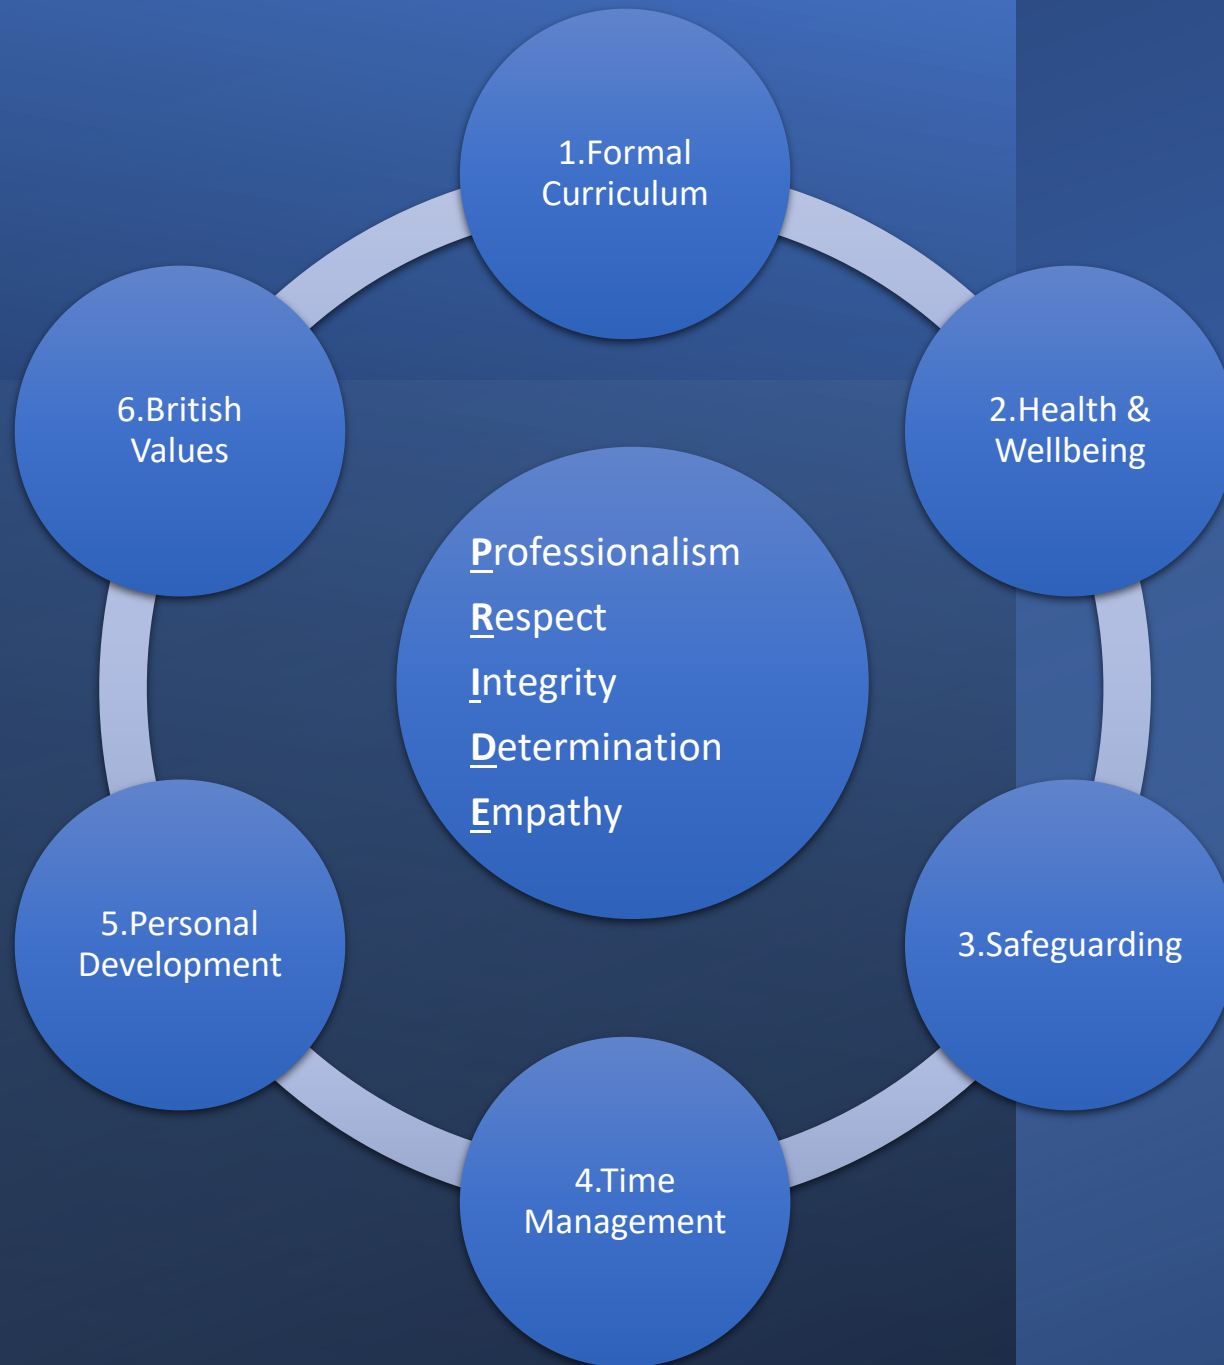 1.Formal
Curriculum
2.Health &
Wellbeing
6.British
Values
Professionalism
Respect
Integrity
Determination
Empathy
5.Personal
Development
3.Safeguarding
4.Time
Management